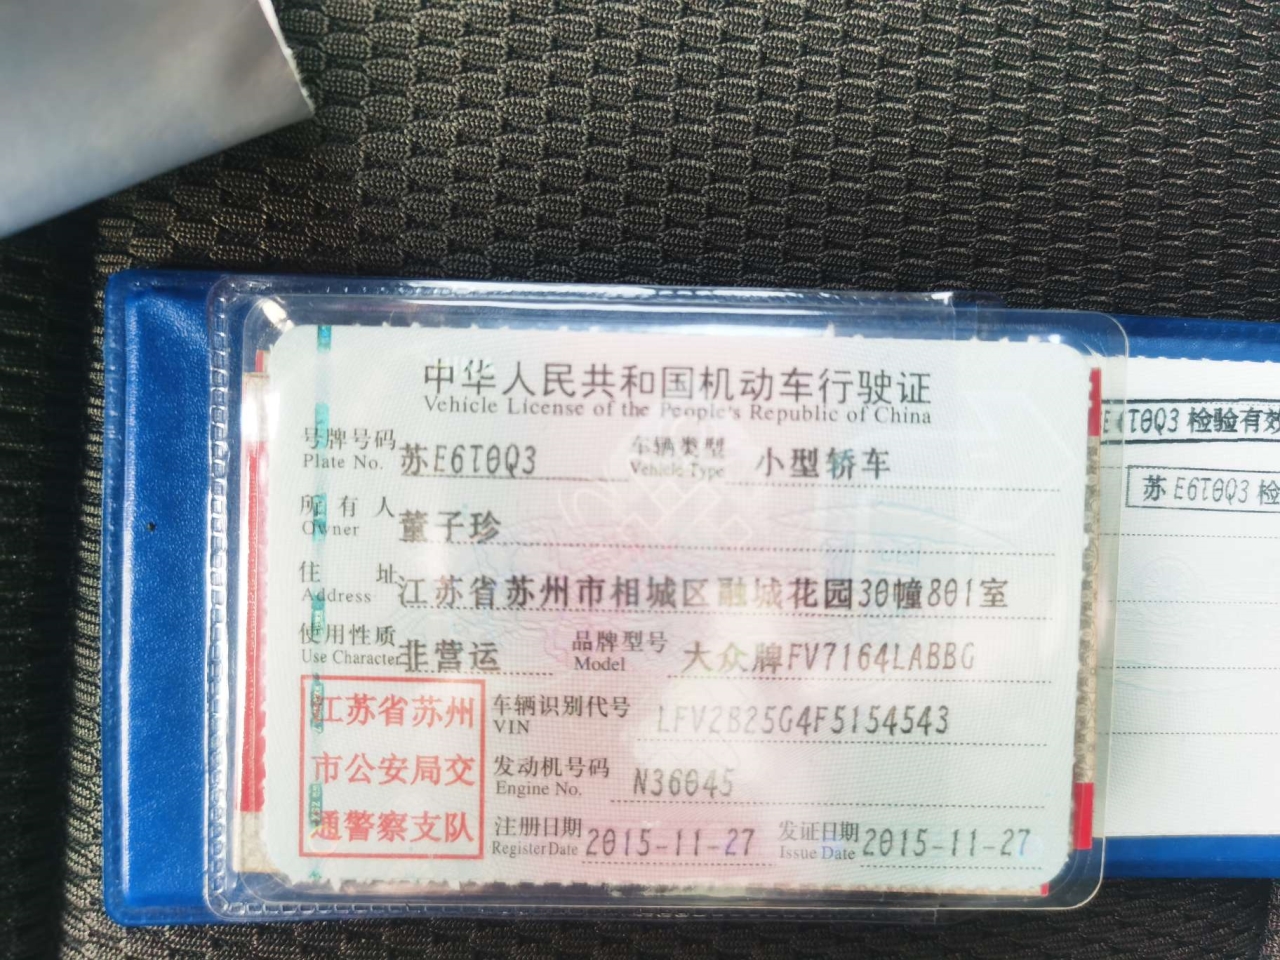 中华人民共和国机动车行驶证
Vehicle License of the People's Republic of China
号牌号码 苏E6T0Q3 车辆类型 小型轿车
Plate No. Vehicle Type
所有人 董子珍
Owner
住址 江苏省苏州市相城区融城花园30幢801室
Address
使用性质 非营运 品牌型号 大众牌FV7164LABBG
Use Character Model
江苏省苏州
市公安局交
通警察支队
车辆识别代号 LFV2B25G4F5154543
VIN
发动机号码 N36045
Engine No.
注册日期 2015-11-27 发证日期 2015-11-27
Register Date Issue Date
E6T0Q3 检验有效
苏E6T0Q3 检